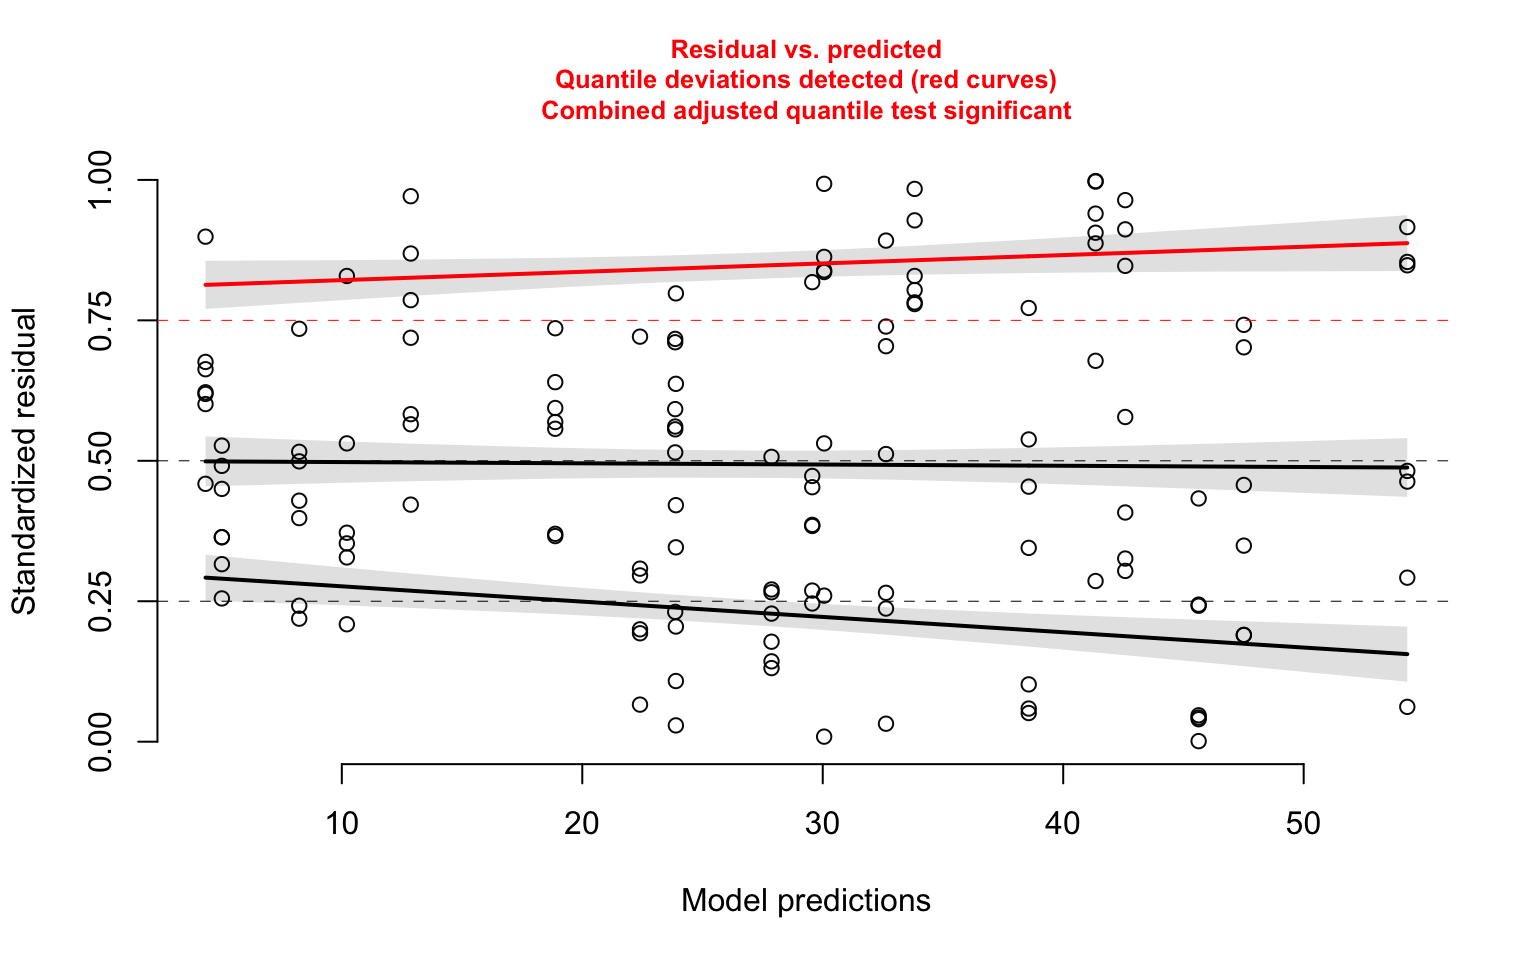 Residual vs. predicted
Quantile deviations detected (red curves)
Combined adjusted quantile test significant
Standardized residual
1.00
0.75
0.50
0.25
0.00
10 20 30 40 50
Model predictions